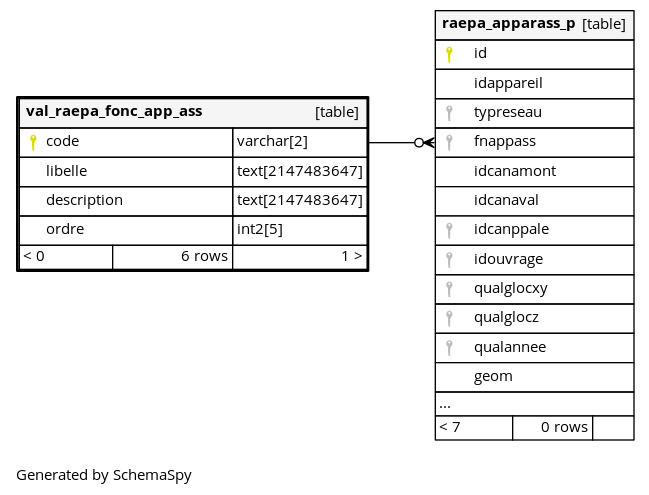 val_raepa_fonc_app_ass [table]
code varchar[2]
libelle text[2147483647]
description text[2147483647]
ordre int2[5]
< 0 6 rows 1 >
raepa_apparass_p [table]
id
idappareil
typreseau
fnappass
idcanamont
idcanaval
idcanppale
idouvrage
qualglocxy
qualglocz
qualannee
geom
...
< 7 0 rows
Generated by SchemaSpy